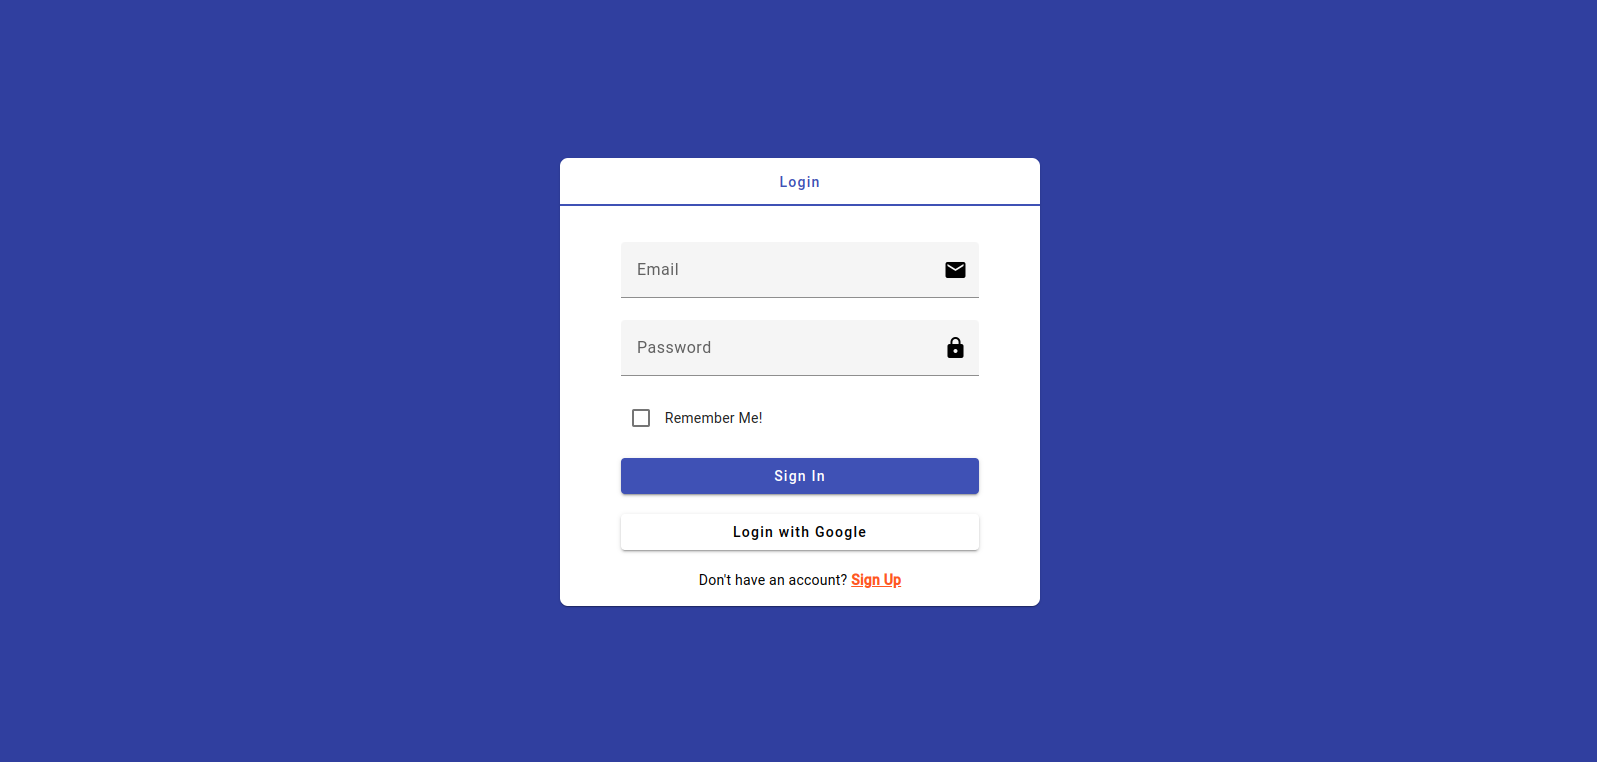 Login
Email
Password
Remember Me!
Sign In
Login with Google
Don't have an account? Sign Up